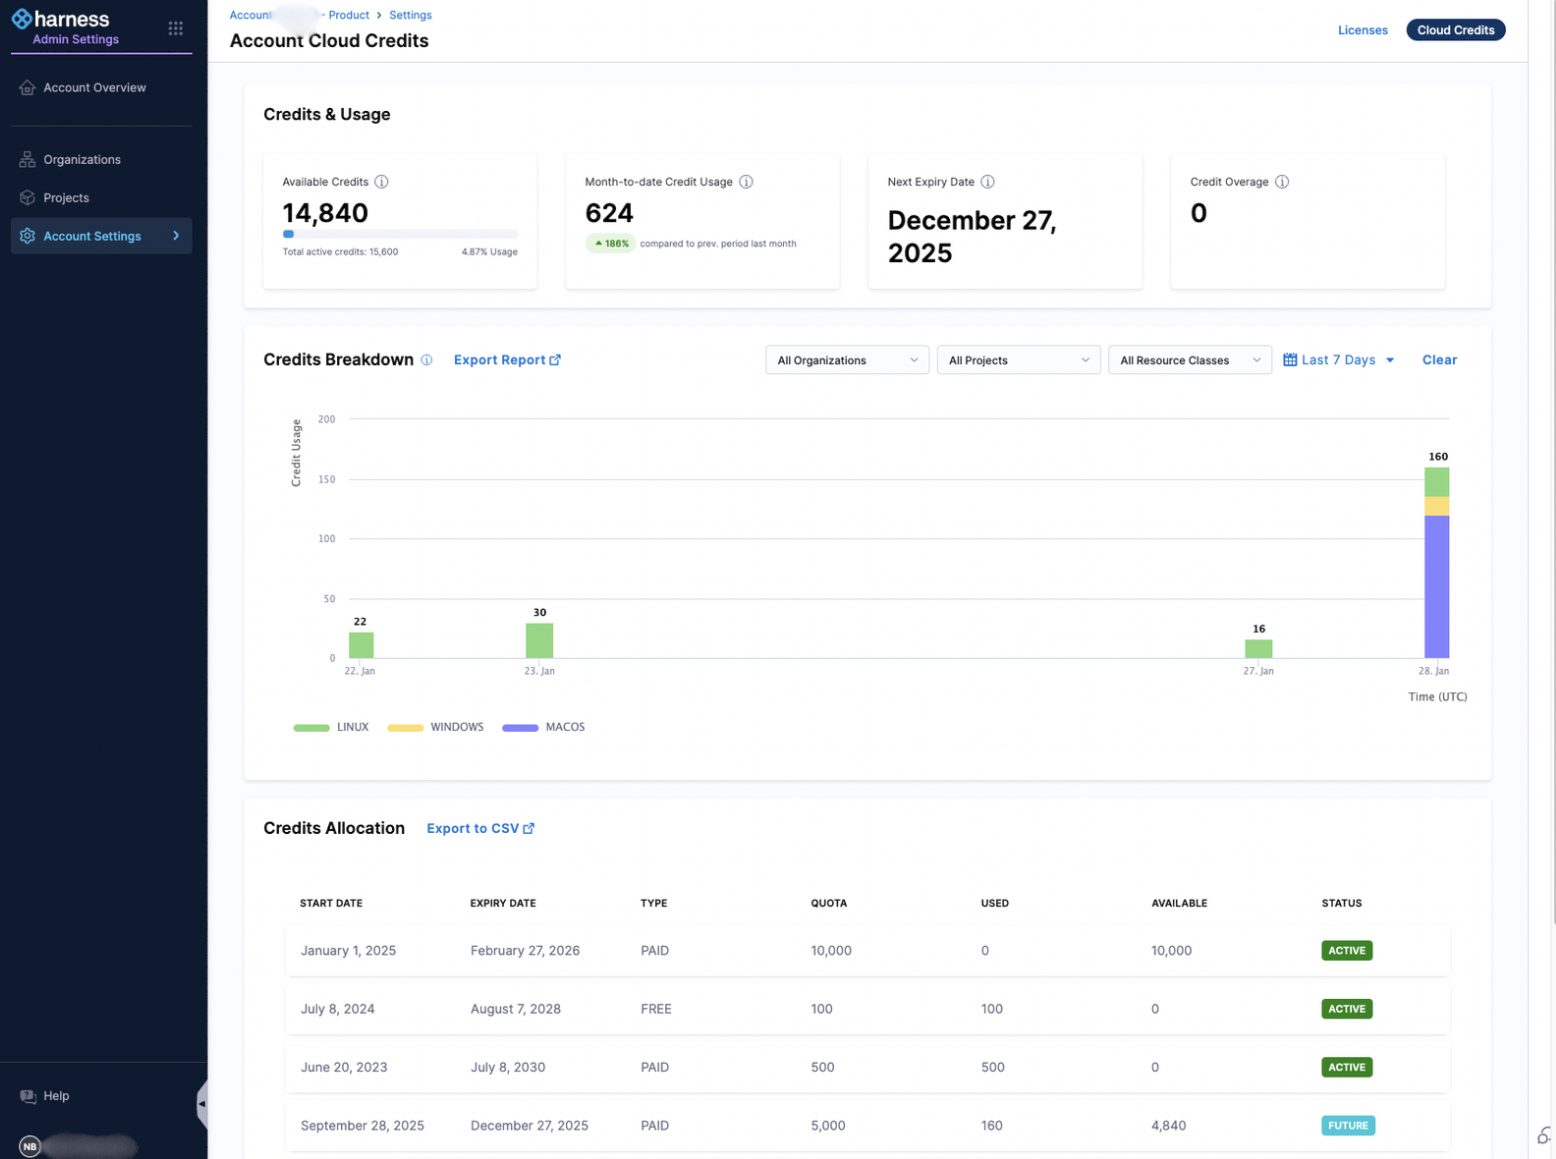 harness
Admin Settings
Account Overview
Organizations
Projects
Account Settings
Help
NB
Account - Product > Settings
Account Cloud Credits
Licenses
Cloud Credits
Credits & Usage
Available Credits
14,840
Total active credits: 15,600 4.87% Usage
Month-to-date Credit Usage
624
186% compared to prev. period last month
Next Expiry Date
December 27,
2025
Credit Overage
0
Credits Breakdown Export Report
All Organizations All Projects All Resource Classes Last 7 Days Clear
Credit Usage
200
150
100
50
0
22
30
16
160
22. Jan 23. Jan 27. Jan 28. Jan
Time (UTC)
LINUX WINDOWS MACOS
Credits Allocation Export to CSV
START DATE EXPIRY DATE TYPE QUOTA USED AVAILABLE STATUS
January 1, 2025 February 27, 2026 PAID 10,000 0 10,000 ACTIVE
July 8, 2024 August 7, 2028 FREE 100 100 0 ACTIVE
June 20, 2023 July 8, 2030 PAID 500 500 0 ACTIVE
September 28, 2025 December 27, 2025 PAID 5,000 160 4,840 FUTURE